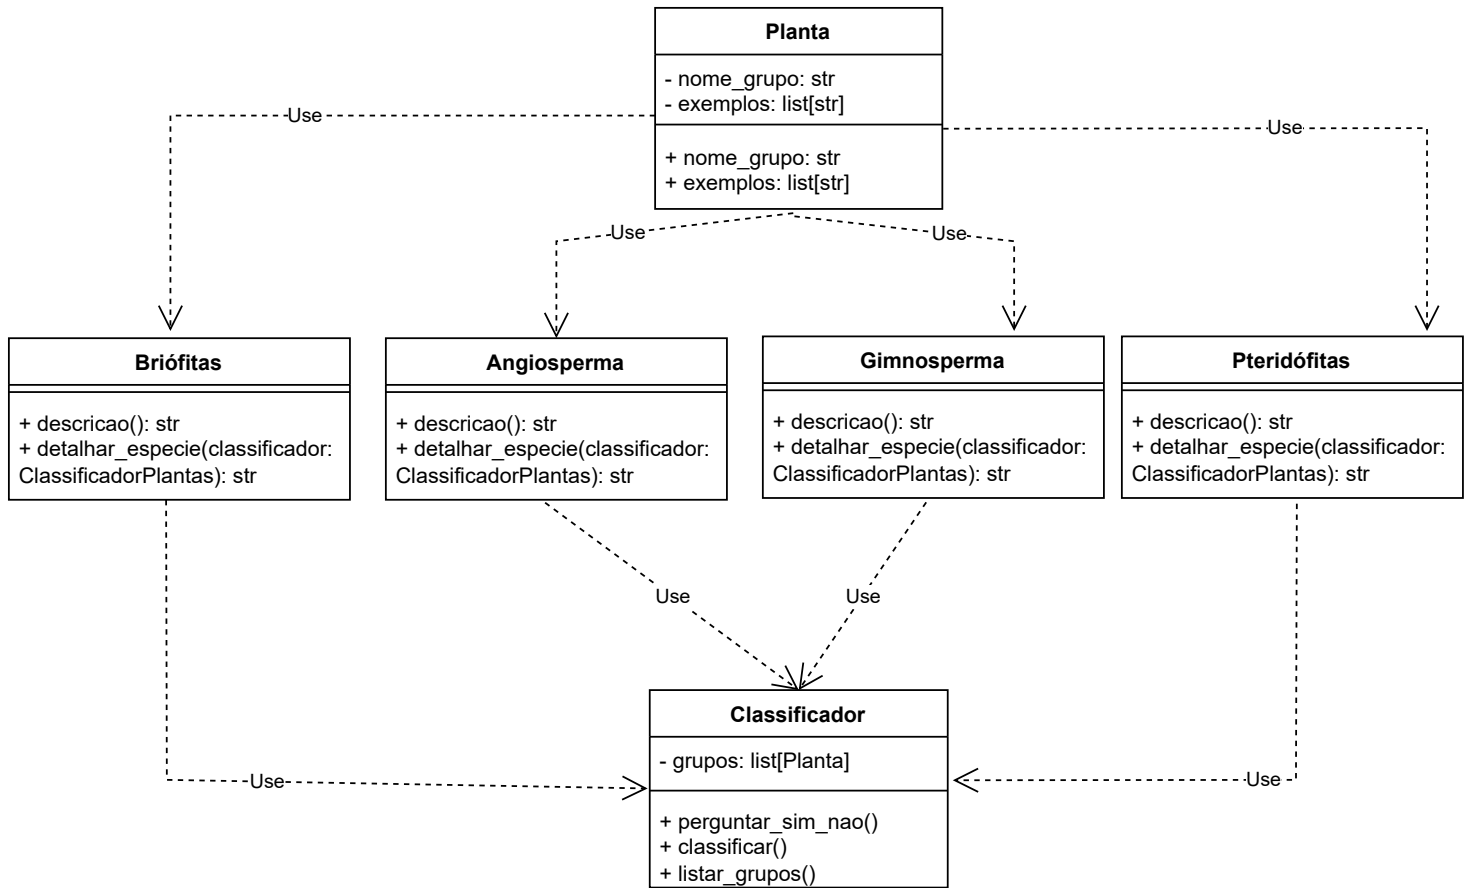 Planta
- nome_grupo: str
- exemplos: list[str]
+ nome_grupo: str
+ exemplos: list[str]
Use
Use
Use
Use
Briófitas
+ descricao(): str
+ detalhar_especie(classificador:
ClassificadorPlantas): str
Angiosperma
+ descricao(): str
+ detalhar_especie(classificador:
ClassificadorPlantas): str
Gimnosperma
+ descricao(): str
+ detalhar_especie(classificador:
ClassificadorPlantas): str
Pteridófitas
+ descricao(): str
+ detalhar_especie(classificador:
ClassificadorPlantas): str
Use
Use
Use
Use
Classificador
- grupos: list[Planta]
+ perguntar_sim_nao()
+ classificar()
+ listar_grupos()